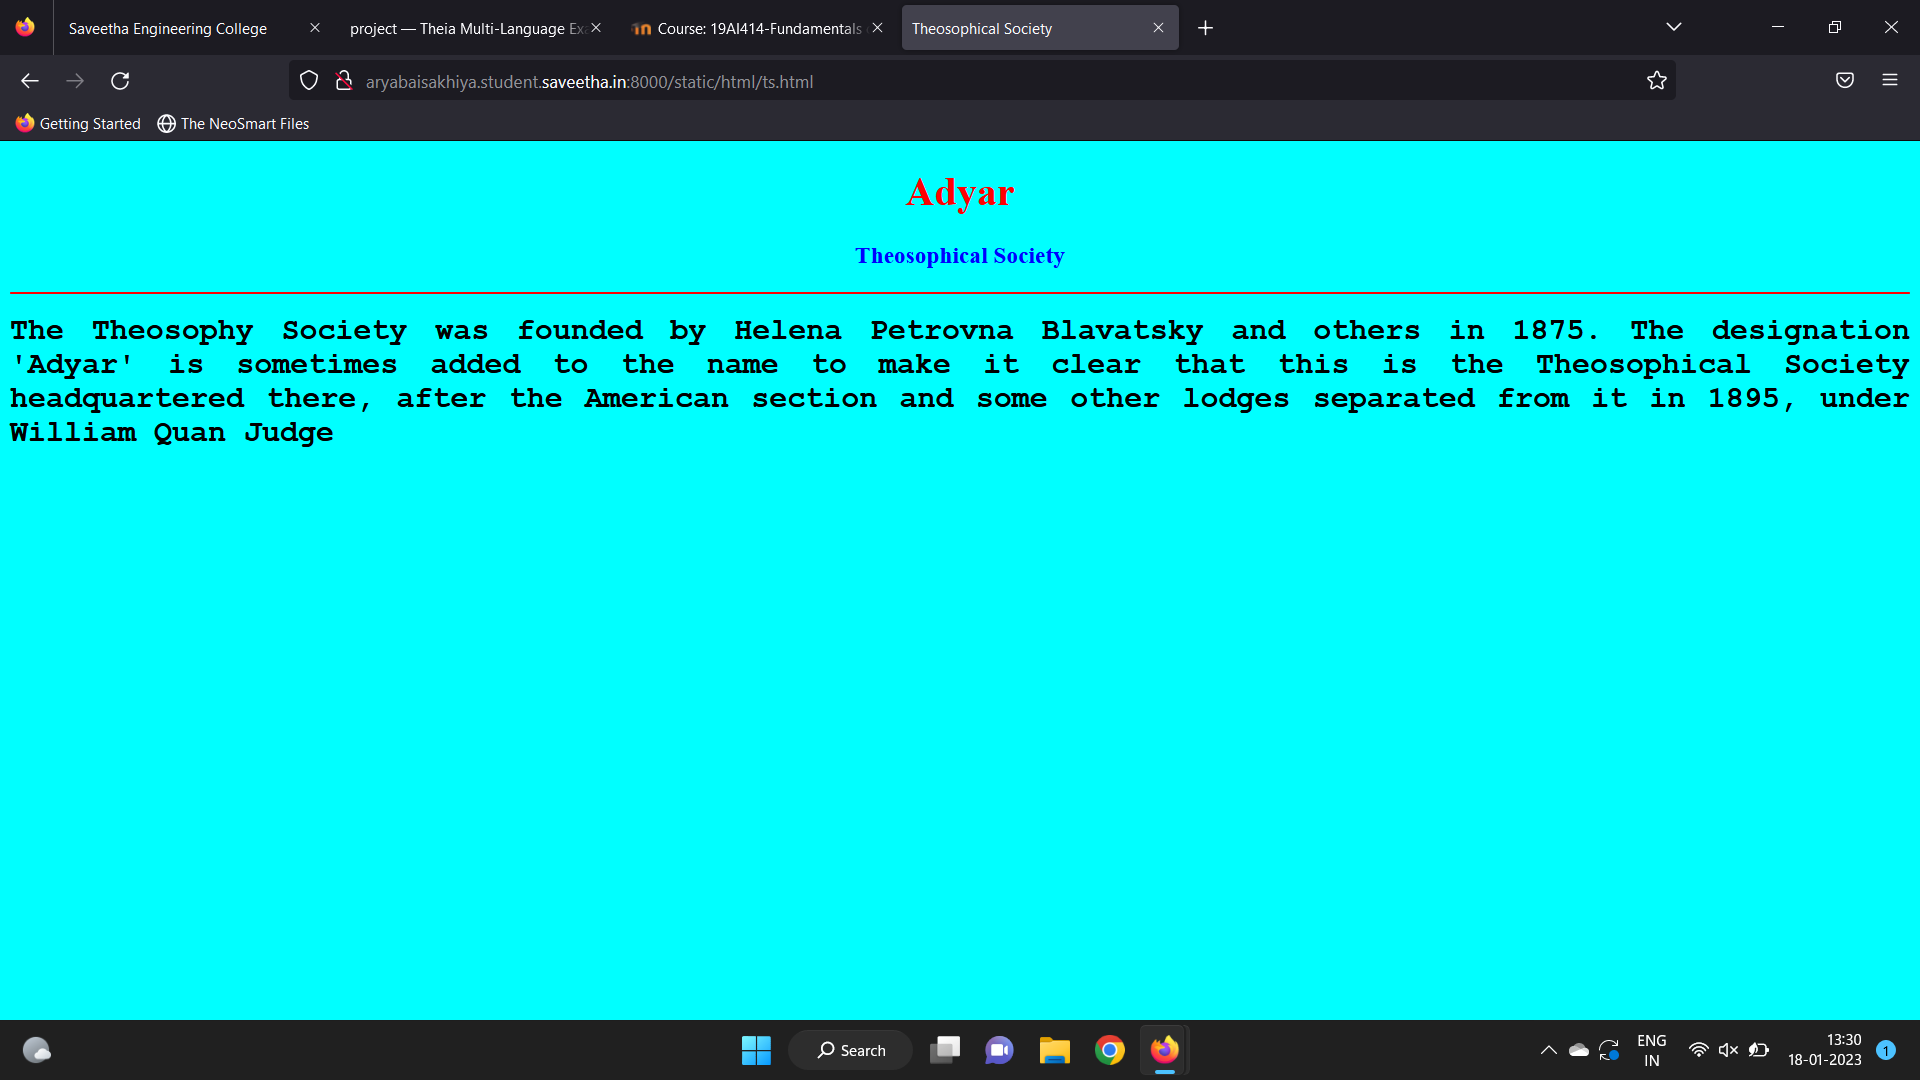 Saveetha Engineering College
project — Theia Multi-Language Ex
Course: 19AI414-Fundamentals
Theosophical Society
aryabaisakhiya.student.saveetha.in:8000/static/html/ts.html
Getting Started
The NeoSmart Files
Adyar
Theosophical Society
The Theosophy Society was founded by Helena Petrovna Blavatsky and others in 1875. The designation
'Adyar' is sometimes added to the name to make it clear that this is the Theosophical Society
headquartered there, after the American section and some other lodges separated from it in 1895, under
William Quan Judge
Search
ENG
IN
13:30
18-01-2023
1